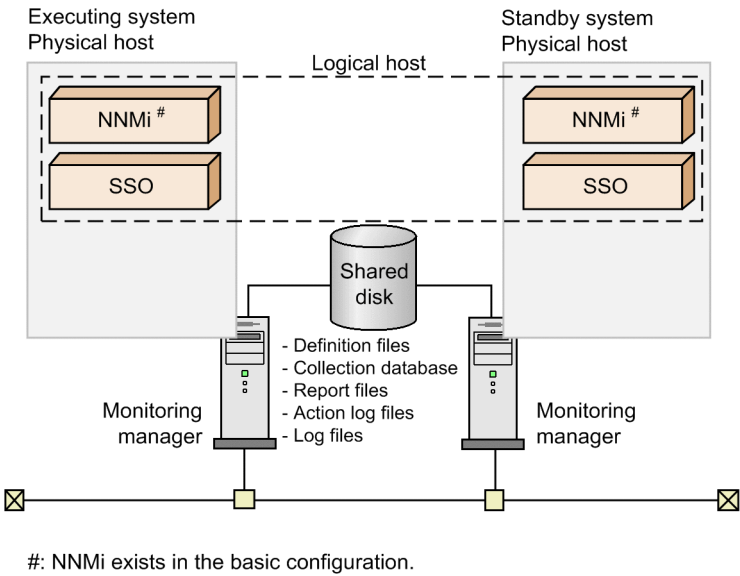 Executing system
Physical host
Standby system
Physical host
Logical host
NNMi #
NNMi #
SSO
SSO
Shared
disk
- Definition files
- Collection database
- Report files
- Action log files
- Log files
Monitoring
manager
Monitoring
manager
#: NNMi exists in the basic configuration.